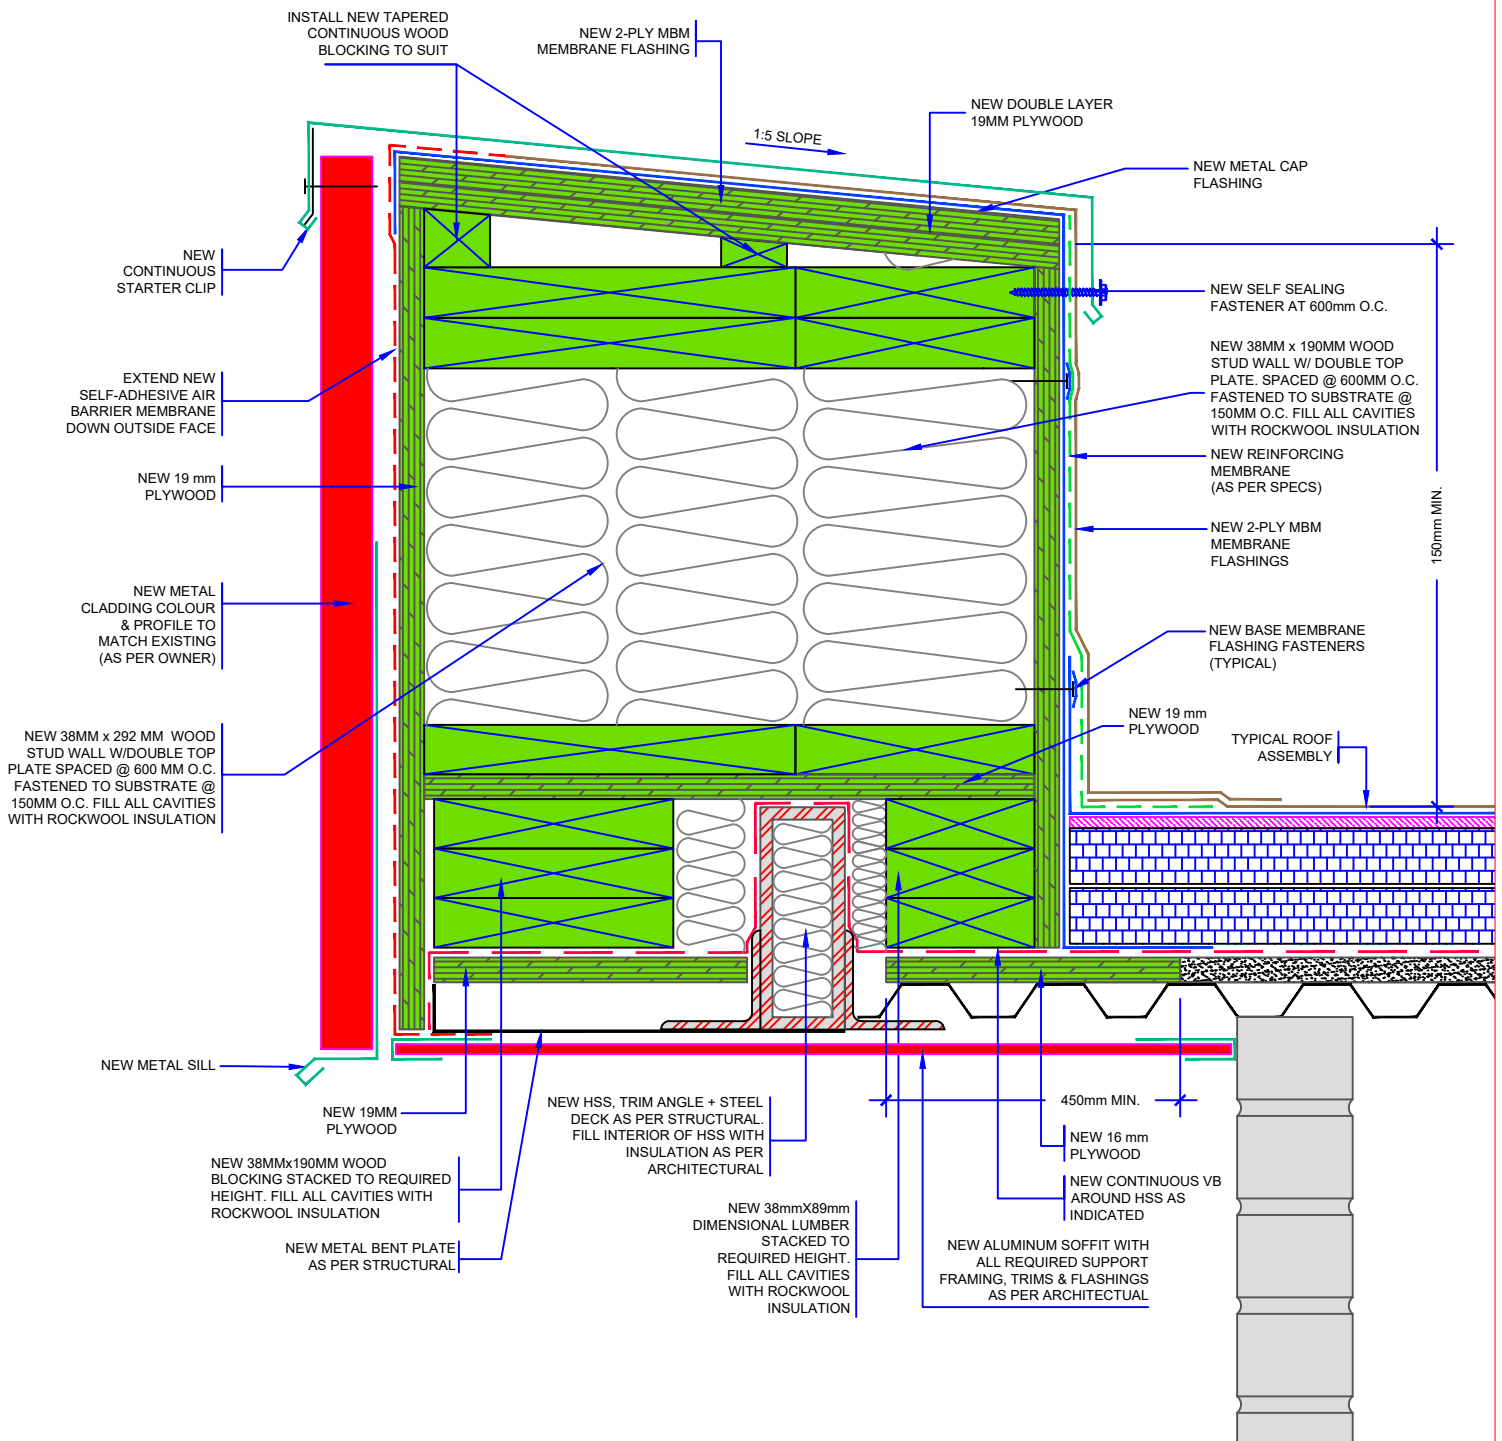 INSTALL NEW TAPERED
CONTINUOUS WOOD
BLOCKING TO SUIT
NEW 2-PLY MBM
MEMBRANE FLASHING
NEW DOUBLE LAYER
19MM PLYWOOD
1:5 SLOPE
NEW METAL CAP
FLASHING
NEW
CONTINUOUS
STARTER CLIP
NEW SELF SEALING
FASTENER AT 600mm O.C.
NEW 38MM x 190MM WOOD
STUD WALL W/ DOUBLE TOP
PLATE. SPACED @ 600MM O.C.
FASTENED TO SUBSTRATE @
150MM O.C. FILL ALL CAVITIES
WITH ROCKWOOL INSULATION
EXTEND NEW
SELF-ADHESIVE AIR
BARRIER MEMBRANE
DOWN OUTSIDE FACE
NEW REINFORCING
MEMBRANE
(AS PER SPECS)
NEW 19 mm
PLYWOOD
150mm MIN.
NEW 2-PLY MBM
MEMBRANE
FLASHINGS
NEW METAL
CLADDING COLOUR
& PROFILE TO
MATCH EXISTING
(AS PER OWNER)
NEW BASE MEMBRANE
FLASHING FASTENERS
(TYPICAL)
NEW 19 mm
PLYWOOD
TYPICAL ROOF
ASSEMBLY
NEW 38MM x 292 MM WOOD
STUD WALL W/DOUBLE TOP
PLATE SPACED @ 600 MM O.C.
FASTENED TO SUBSTRATE @
150MM O.C. FILL ALL CAVITIES
WITH ROCKWOOL INSULATION
NEW METAL SILL
NEW 19MM
PLYWOOD
NEW HSS, TRIM ANGLE + STEEL
DECK AS PER STRUCTURAL.
FILL INTERIOR OF HSS WITH
INSULATION AS PER
ARCHITECTURAL
450mm MIN.
NEW 16 mm
PLYWOOD
NEW 38MMx190MM WOOD
BLOCKING STACKED TO REQUIRED
HEIGHT. FILL ALL CAVITIES WITH
ROCKWOOL INSULATION
NEW CONTINUOUS VB
AROUND HSS AS
INDICATED
NEW METAL BENT PLATE
AS PER STRUCTURAL
NEW 38mmX89mm
DIMENSIONAL LUMBER
STACKED TO
REQUIRED HEIGHT.
FILL ALL CAVITIES
WITH ROCKWOOL
INSULATION
NEW ALUMINUM SOFFIT WITH
ALL REQUIRED SUPPORT
FRAMING, TRIMS & FLASHINGS
AS PER ARCHITECTUAL